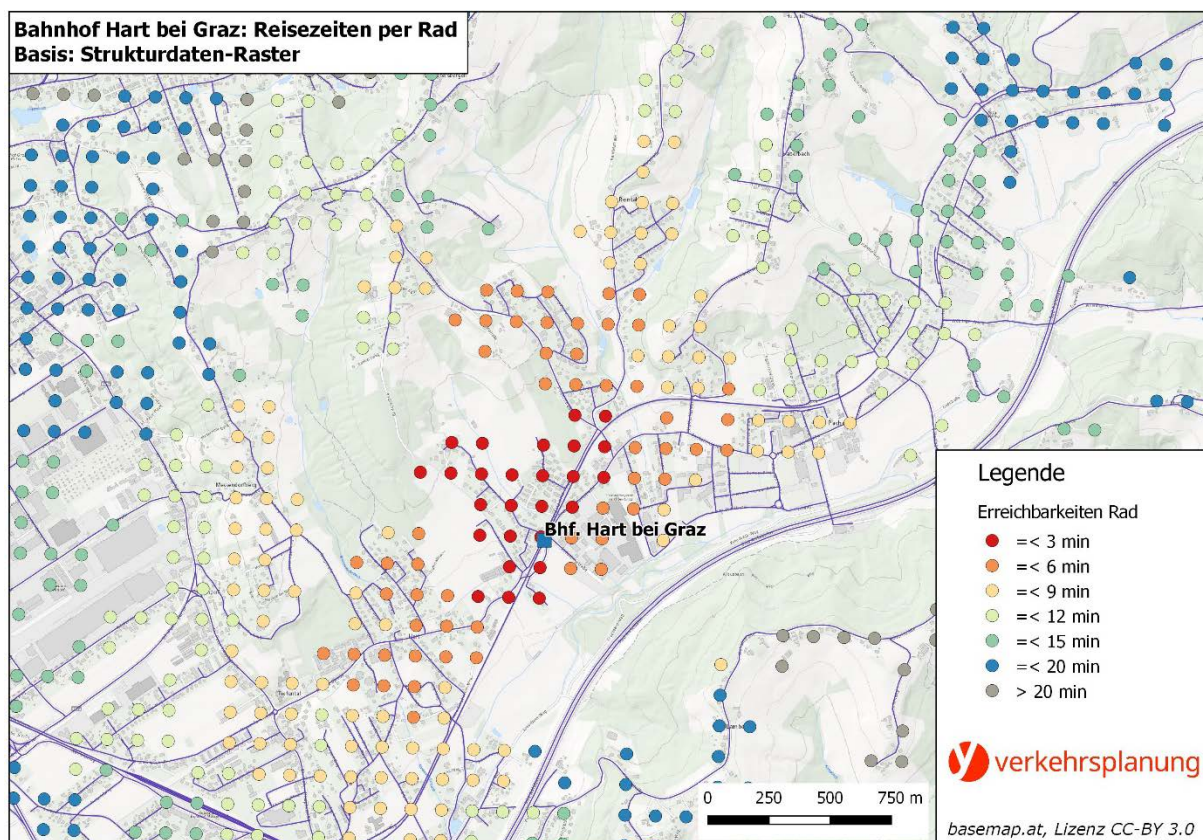 Bahnhof Hart bei Graz: Reisezeiten per Rad
Basis: Strukturdaten-Raster
Messendorfberg
Bhf. Hart bei Graz
Legende
Erreichbarkeiten Rad
=< 3 min
=< 6 min
=< 9 min
=< 12 min
=< 15 min
=< 20 min
> 20 min
verkehrsplanung
0 250 500 750 m
basemap.at, Lizenz CC-BY 3.0